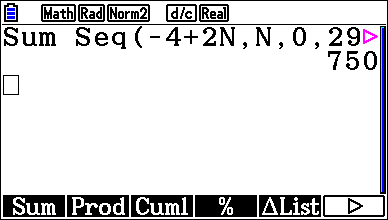 Math Rad Norm2 d/c Real
Sum Seq(-4+2N,N,0,29▷
750
Sum Prod Cuml % ΔList ▷